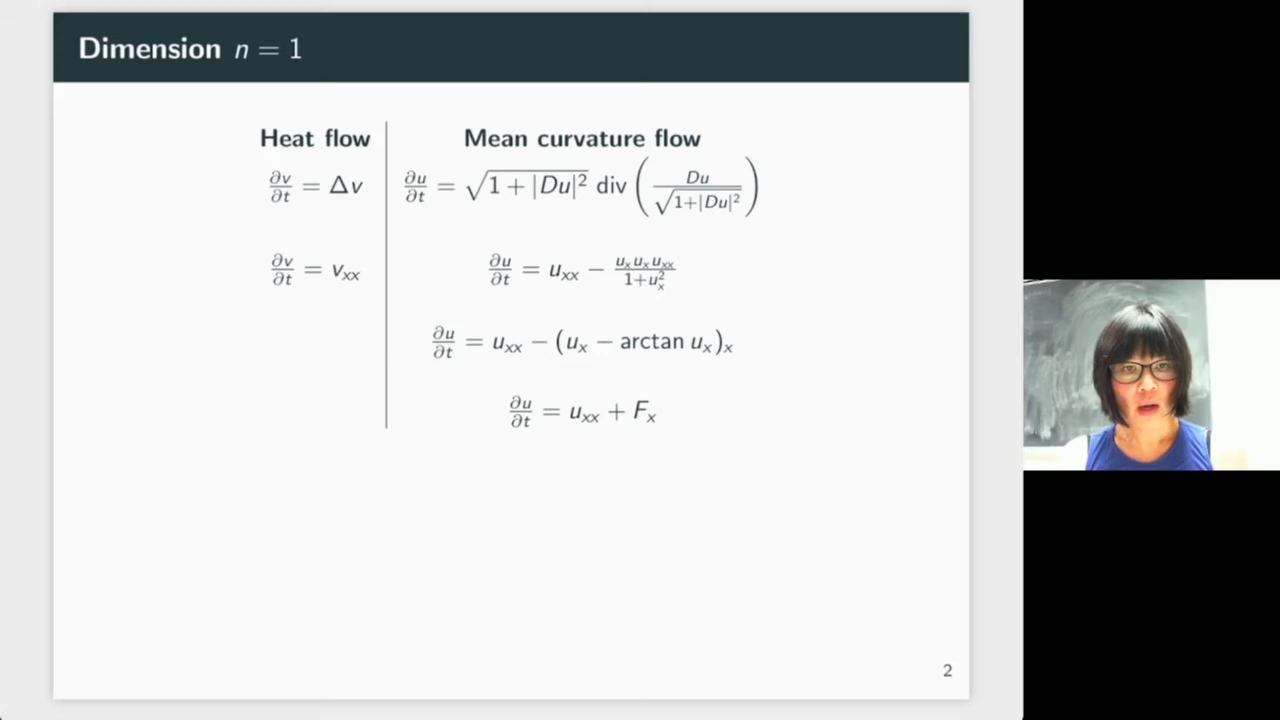 Dimension n = 1
Heat flow
∂v/∂t = Δv
∂v/∂t = v_xx
Mean curvature flow
∂u/∂t = √(1 + |Du|²) div (Du/√(1+|Du|²))
∂u/∂t = u_xx − u_x u_x u_xx/(1+u_x²)
∂u/∂t = u_xx − (u_x − arctan u_x)_x
∂u/∂t = u_xx + F_x
2